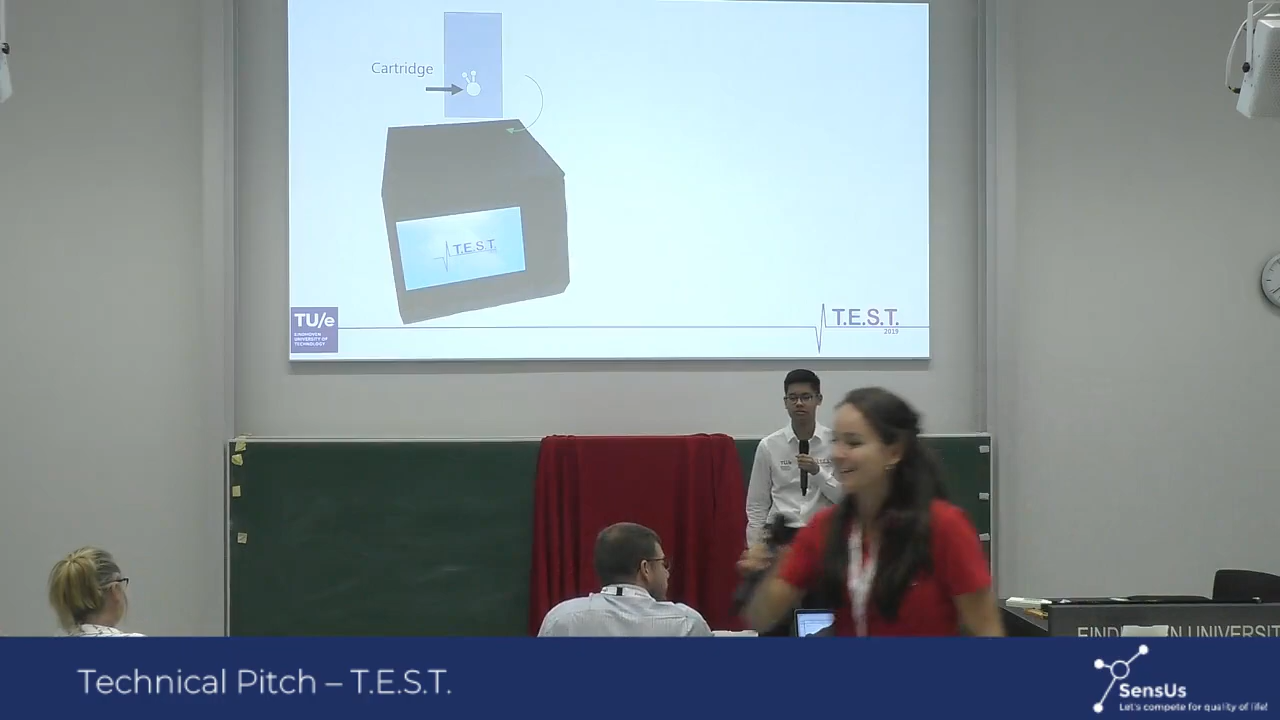 Cartridge
T.E.S.T.
TU/e
EINDHOVEN
UNIVERSITY OF
TECHNOLOGY
T.E.S.T.
2019
Technical Pitch – T.E.S.T.
SensUs
Let's compete for quality of life!